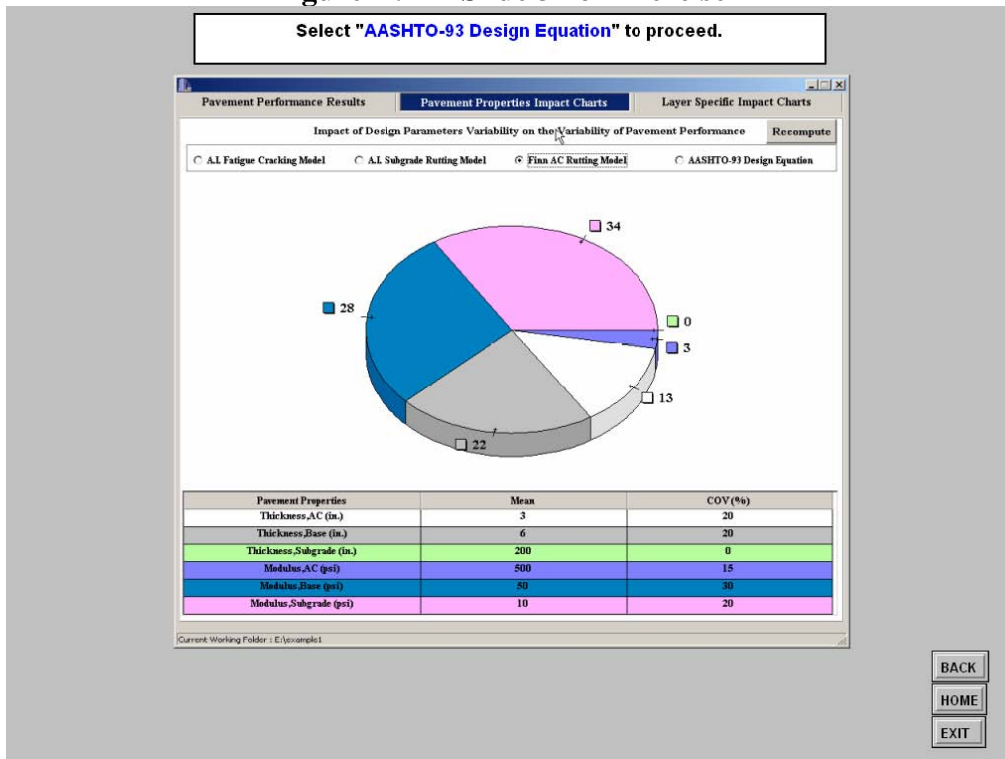 Select "AASHTO-93 Design Equation" to proceed.
Pavement Performance Results Pavement Properties Impact Charts Layer Specific Impact Charts
Impact of Design Parameters Variability on the Variability of Pavement Performance Recompute
A.I. Fatigue Cracking Model A.I. Subgrade Rutting Model Finn AC Rutting Model AASHTO-93 Design Equation
34
28
0
3
13
22
Pavement Properties Mean COV(%)
Thickness,AC (in.) 3 20
Thickness,Base (in.) 6 20
Thickness,Subgrade (in.) 200 0
Modulus,AC (psi) 500 15
Modulus,Base (psi) 50 30
Modulus,Subgrade (psi) 10 20
Current Working Folder : E:\example1
BACK
HOME
EXIT